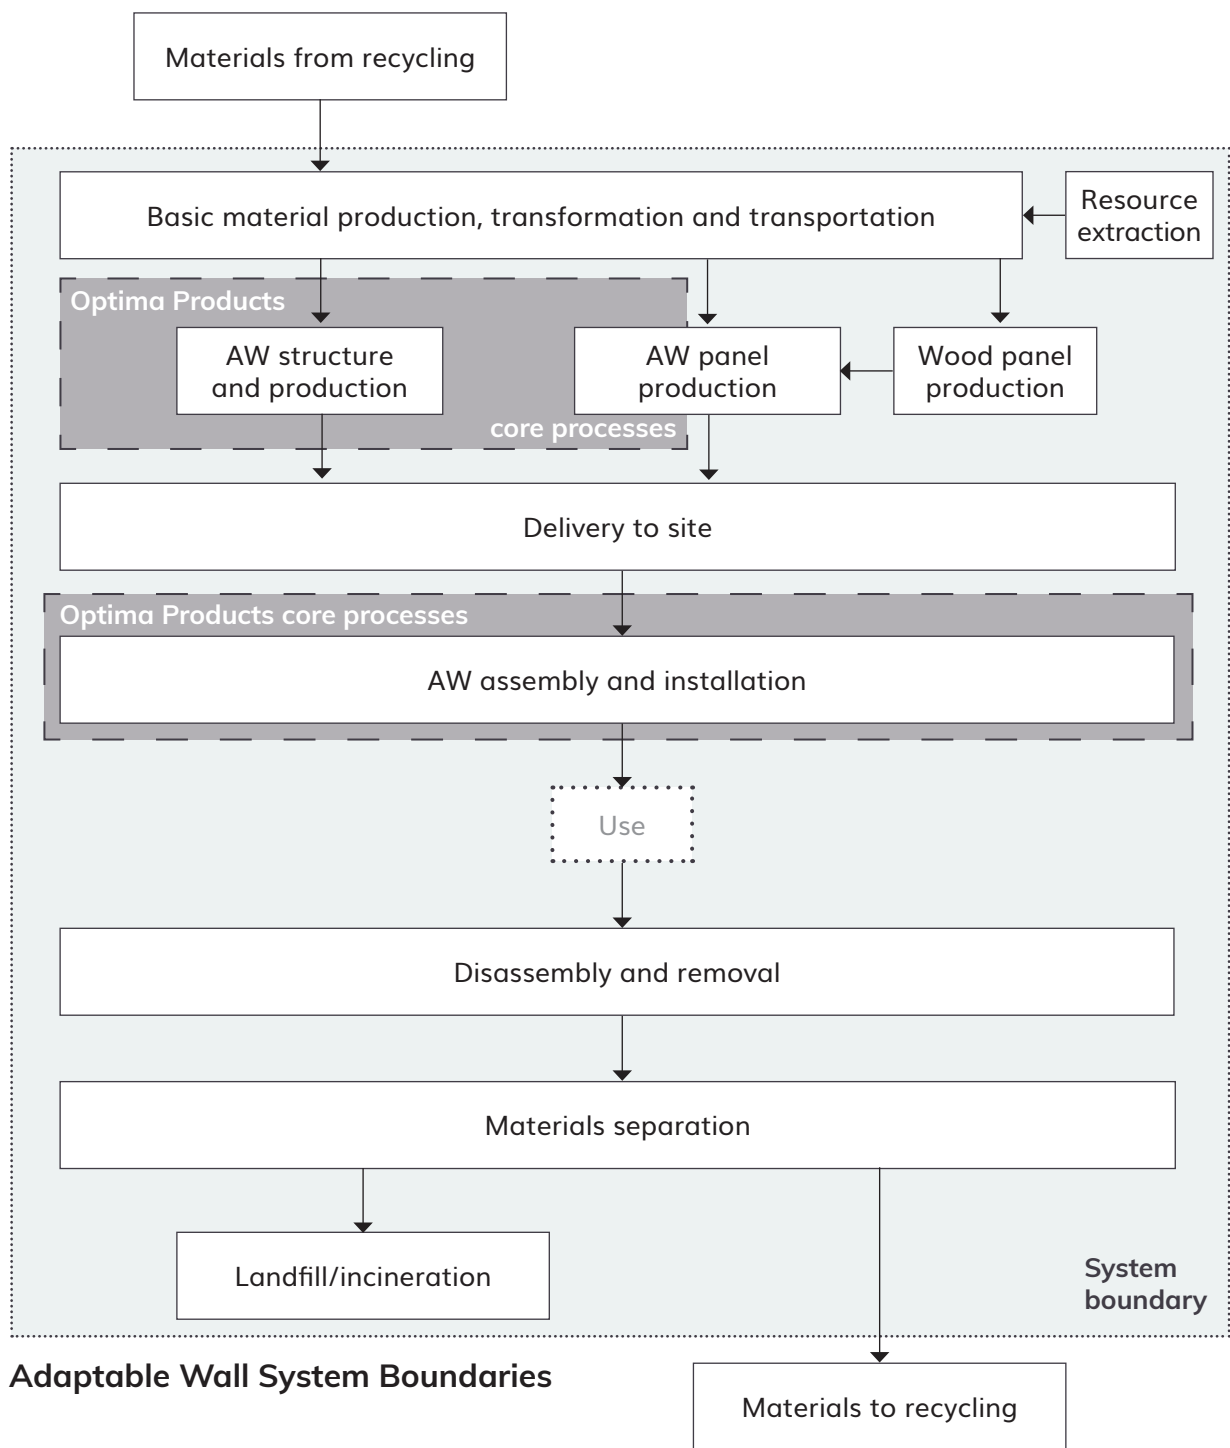 Materials from recycling
Basic material production, transformation and transportation
Resource
extraction
Optima Products
AW structure
and production
AW panel
production
Wood panel
production
core processes
Delivery to site
Optima Products core processes
AW assembly and installation
Use
Disassembly and removal
Materials separation
Landfill/incineration
System
boundary
Adaptable Wall System Boundaries
Materials to recycling